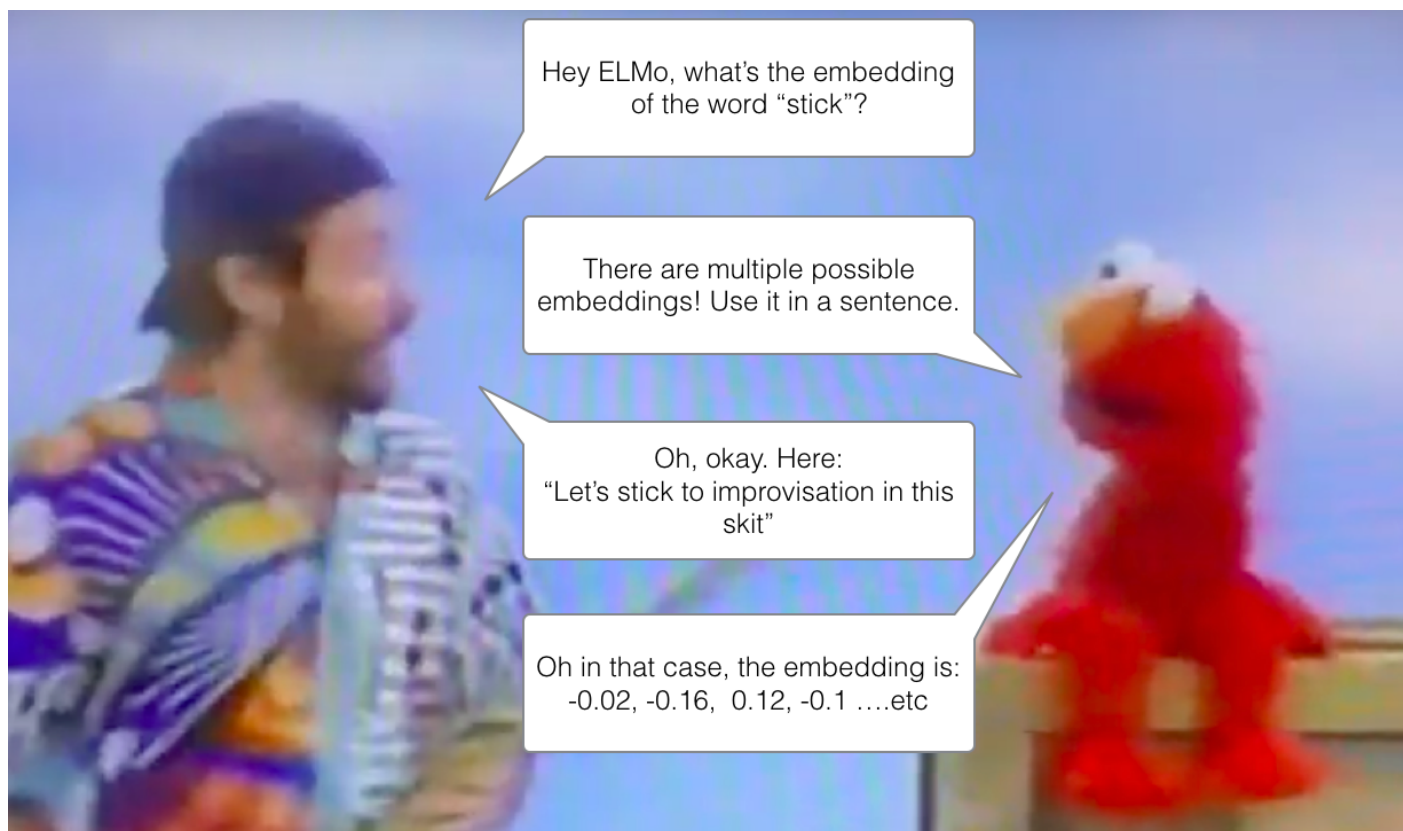 Hey ELMo, what’s the embedding
of the word “stick”?
There are multiple possible
embeddings! Use it in a sentence.
Oh, okay. Here:
“Let’s stick to improvisation in this
skit”
Oh in that case, the embedding is:
-0.02, -0.16,  0.12, -0.1 ….etc